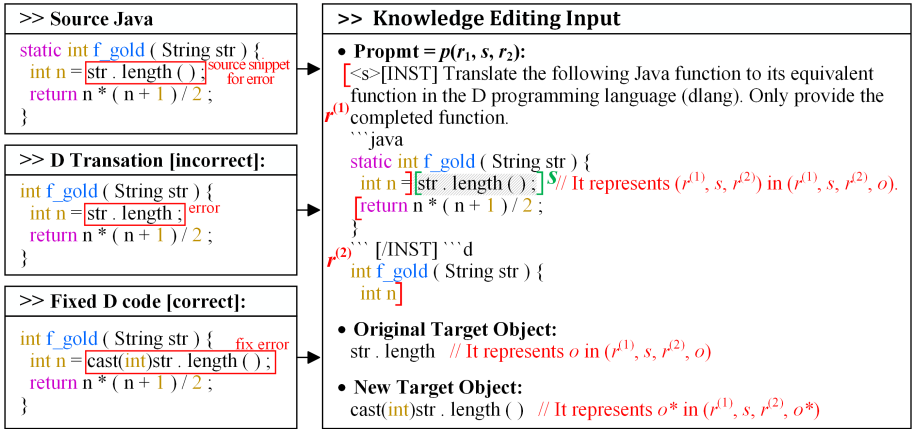 >> Source Java
static int f_gold ( String str ) {
int n = str . length ( ) ; source snippet for error
return n * ( n + 1 ) / 2 ;
}
>> D Transation [incorrect]:
int f_gold ( String str ) {
int n = str . length ; error
return n * ( n + 1 ) / 2 ;
}
>> Fixed D code [correct]:
int f_gold ( String str ) { fix error
int n = cast(int)str . length ( ) ;
return n * ( n + 1 ) / 2 ;
}
>> Knowledge Editing Input
• Propmt = p(r₁, s, r₂):
<s>[INST] Translate the following Java function to its equivalent
function in the D programming language (dlang). Only provide the
r⁽¹⁾ completed function.
```java
static int f_gold ( String str ) {
int n = str . length ( ) ; s // It represents (r⁽¹⁾, s, r⁽²⁾) in (r⁽¹⁾, s, r⁽²⁾, o).
return n * ( n + 1 ) / 2 ;
}
r⁽²⁾ ``` [/INST] ```d
int f_gold ( String str ) {
int n
• Original Target Object:
str . length // It represents o in (r⁽¹⁾, s, r⁽²⁾, o)
• New Target Object:
cast(int)str . length ( ) // It represents o* in (r⁽¹⁾, s, r⁽²⁾, o*)